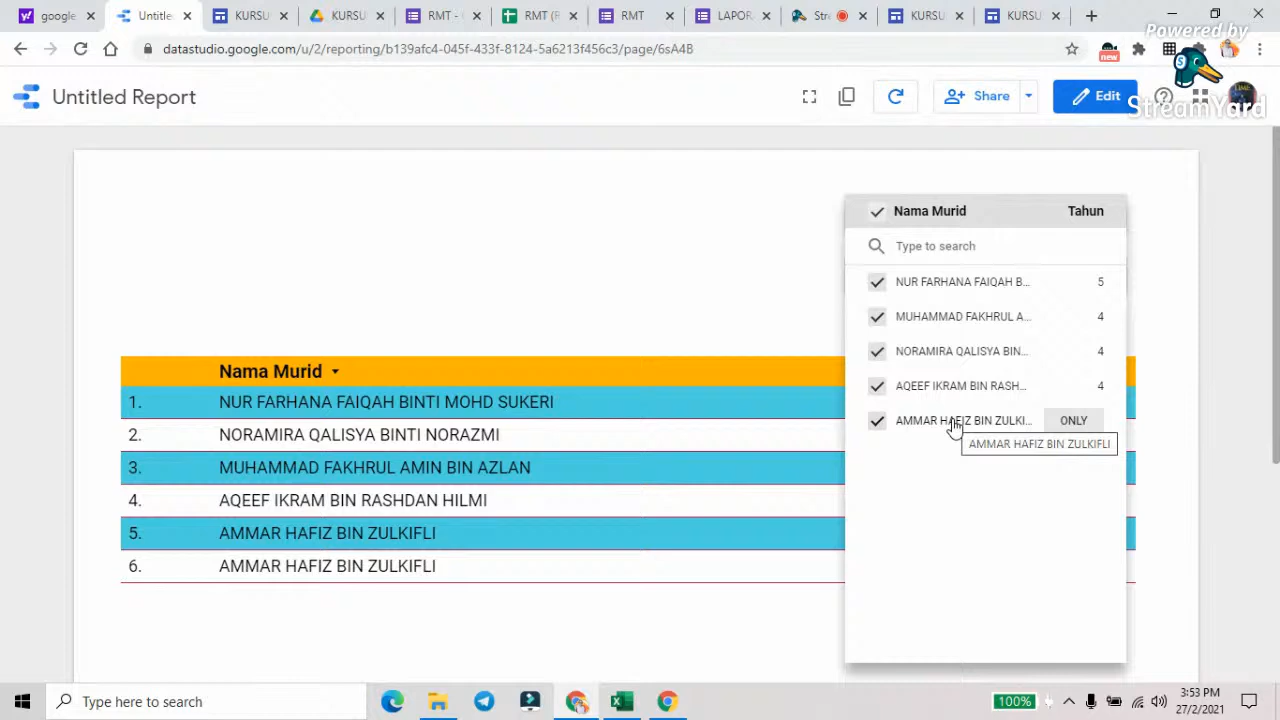 google
Untitled
KURSU
KURSU
RMT -
RMT (
RMT
LAPOR
Str
KURSU
KURSU
datastudio.google.com/u/2/reporting/b139afc4-045f-433f-8124-5a6213f456c3/page/6sA4B
new
Powered by
StreamYard
Untitled Report
Share
Edit
Nama Murid Tahun
Type to search
NUR FARHANA FAIQAH B... 5
MUHAMMAD FAKHRUL A... 4
NORAMIRA QALISYA BIN... 4
AQEEF IKRAM BIN RASH... 4
AMMAR HAFIZ BIN ZULKI... ONLY
AMMAR HAFIZ BIN ZULKIFLI
Nama Murid
1. NUR FARHANA FAIQAH BINTI MOHD SUKERI
2. NORAMIRA QALISYA BINTI NORAZMI
3. MUHAMMAD FAKHRUL AMIN BIN AZLAN
4. AQEEF IKRAM BIN RASHDAN HILMI
5. AMMAR HAFIZ BIN ZULKIFLI
6. AMMAR HAFIZ BIN ZULKIFLI
Type here to search
100%
3:53 PM
27/2/2021